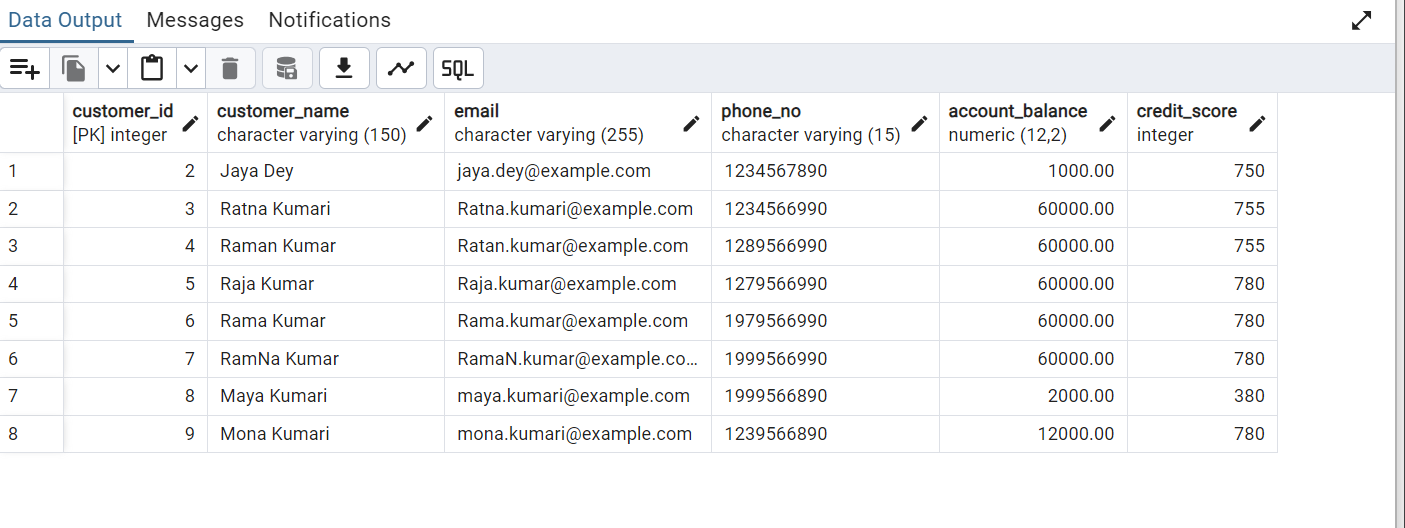 Data Output Messages Notifications
SQL
customer_id customer_name email phone_no account_balance credit_score
[PK] integer character varying (150) character varying (255) character varying (15) numeric (12,2) integer
1 2 Jaya Dey jaya.dey@example.com 1234567890 1000.00 750
2 3 Ratna Kumari Ratna.kumari@example.com 1234566990 60000.00 755
3 4 Raman Kumar Ratan.kumar@example.com 1289566990 60000.00 755
4 5 Raja Kumar Raja.kumar@example.com 1279566990 60000.00 780
5 6 Rama Kumar Rama.kumar@example.com 1979566990 60000.00 780
6 7 RamNa Kumar RamaN.kumar@example.co... 1999566990 60000.00 780
7 8 Maya Kumari maya.kumari@example.com 1999566890 2000.00 380
8 9 Mona Kumari mona.kumari@example.com 1239566890 12000.00 780